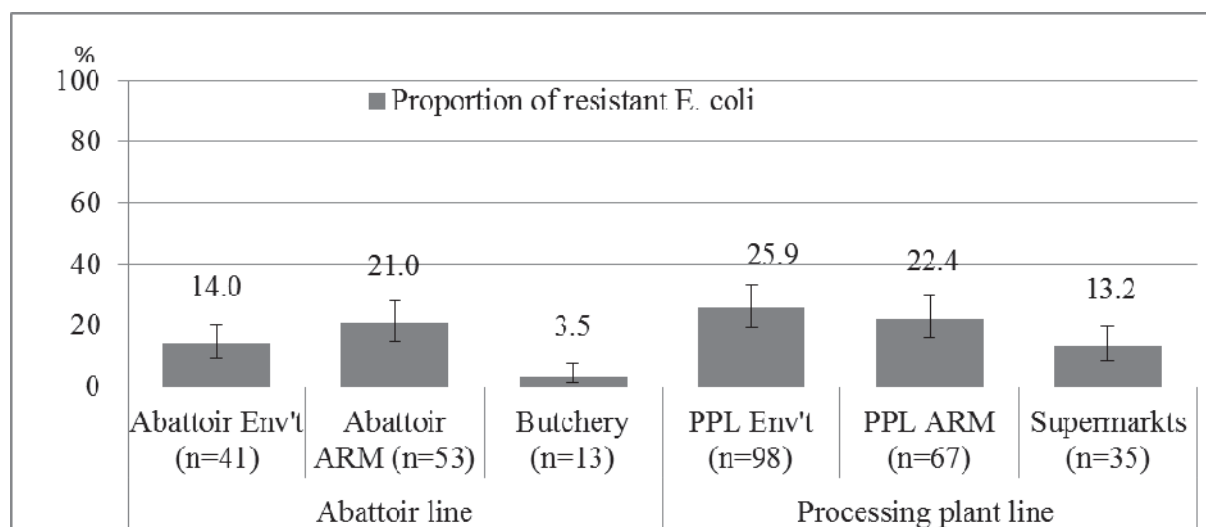 %
100
■ Proportion of resistant E. coli
80
60
40
25.9
22.4
21.0
14.0
13.2
3.5
20
0
Abattoir Env't (n=41)
Abattoir ARM (n=53)
Butchery (n=13)
PPL Env't (n=98)
PPL ARM (n=67)
Supermarkts (n=35)
Abattoir line
Processing plant line